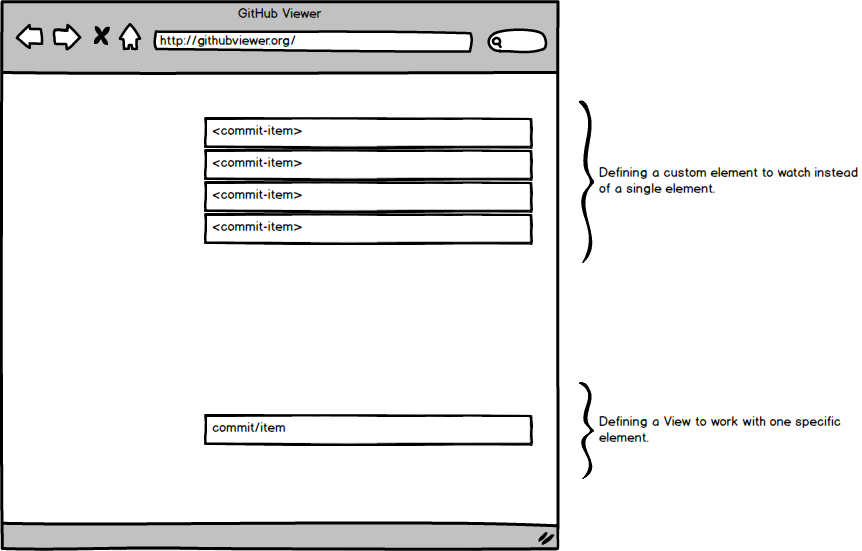 GitHub Viewer
http://githubviewer.org/
<commit-item>
<commit-item>
<commit-item>
<commit-item>
Defining a custom element to watch instead
of a single element.
commit/item
Defining a View to work with one specific
element.